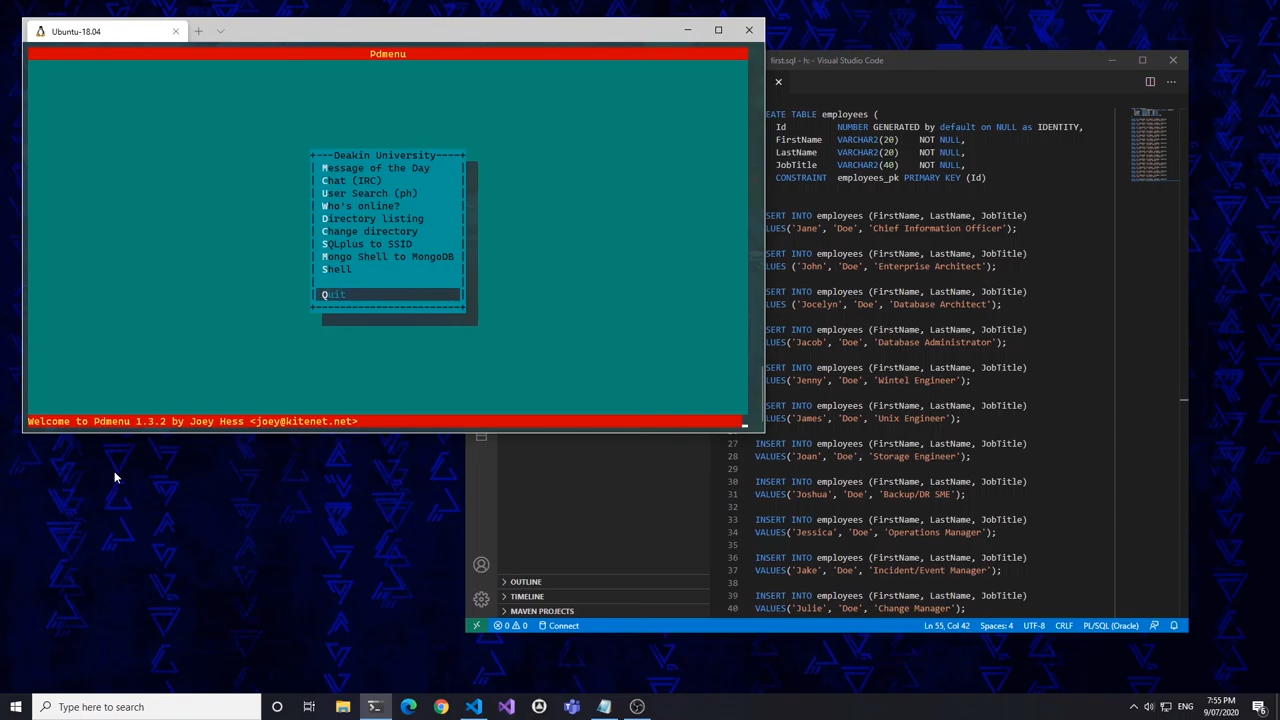 Ubuntu-18.04
Pdmenu
Deakin University
Message of the Day
Chat (IRC)
User Search (ph)
Who's online?
Directory listing
Change directory
SQLplus to SSID
Mongo Shell to MongoDB
Shell
Quit
Welcome to Pdmenu 1.3.2 by Joey Hess <joey@kitenet.net>
first.sql - h: - Visual Studio Code
EATE TABLE employees (
Id NUMBER GENERATED by default on NULL as IDENTITY,
FirstName VARCHAR2(20) NOT NULL,
LastName VARCHAR2(20) NOT NULL,
JobTitle VARCHAR2(40) NOT NULL,
CONSTRAINT employees_pk PRIMARY KEY (Id)
SERT INTO employees (FirstName, LastName, JobTitle)
LUES('Jane', 'Doe', 'Chief Information Officer');
SERT INTO employees (FirstName, LastName, JobTitle)
LUES ('John', 'Doe', 'Enterprise Architect');
SERT INTO employees (FirstName, LastName, JobTitle)
LUES ('Jocelyn', 'Doe', 'Database Architect');
SERT INTO employees (FirstName, LastName, JobTitle)
LUES('Jacob', 'Doe', 'Database Administrator');
SERT INTO employees (FirstName, LastName, JobTitle)
LUES('Jenny', 'Doe', 'Wintel Engineer');
SERT INTO employees (FirstName, LastName, JobTitle)
LUES('James', 'Doe', 'Unix Engineer');
27 INSERT INTO employees (FirstName, LastName, JobTitle)
28 VALUES('Joan', 'Doe', 'Storage Engineer');
29
30 INSERT INTO employees (FirstName, LastName, JobTitle)
31 VALUES('Joshua', 'Doe', 'Backup/DR SME');
32
33 INSERT INTO employees (FirstName, LastName, JobTitle)
34 VALUES('Jessica', 'Doe', 'Operations Manager');
35
36 INSERT INTO employees (FirstName, LastName, JobTitle)
37 VALUES('Jake', 'Doe', 'Incident/Event Manager');
38
39 INSERT INTO employees (FirstName, LastName, JobTitle)
40 VALUES('Julie', 'Doe', 'Change Manager');
OUTLINE
TIMELINE
MAVEN PROJECTS
0 0 Connect Ln 55, Col 42 Spaces: 4 UTF-8 CRLF PL/SQL (Oracle)
Type here to search
ENG
7:55 PM
9/07/2020
6